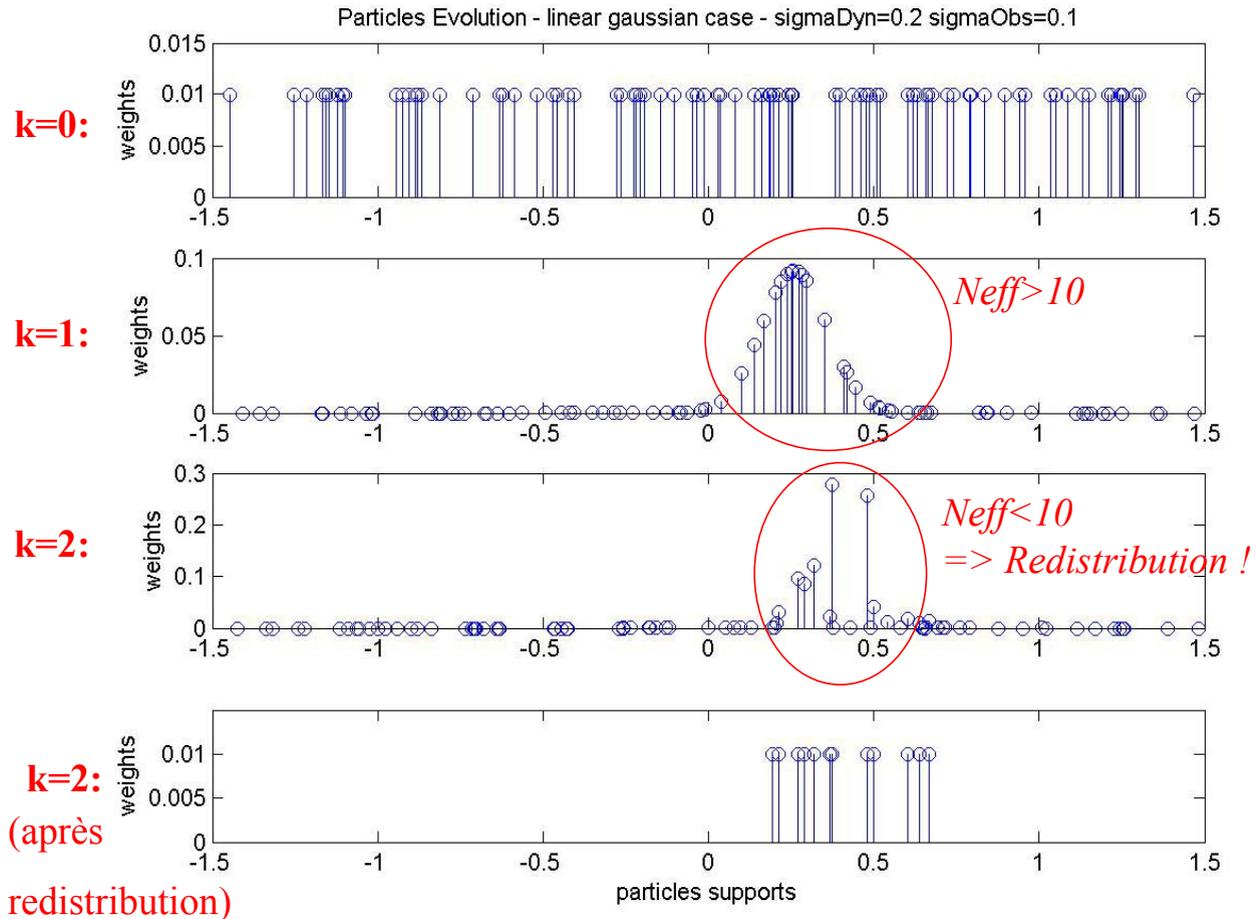 Particles Evolution - linear gaussian case - sigmaDyn=0.2 sigmaObs=0.1
k=0:
weights
0.015
0.01
0.005
0
-1.5 -1 -0.5 0 0.5 1 1.5
k=1:
weights
0.1
0.05
0
Neff>10
-1.5 -1 -0.5 0 0.5 1 1.5
k=2:
weights
0.3
0.2
0.1
0
Neff<10
=> Redistribution !
-1.5 -1 -0.5 0 0.5 1 1.5
k=2:
(après
redistribution)
weights
0.01
0.005
0
-1.5 -1 -0.5 0 0.5 1 1.5
particles supports